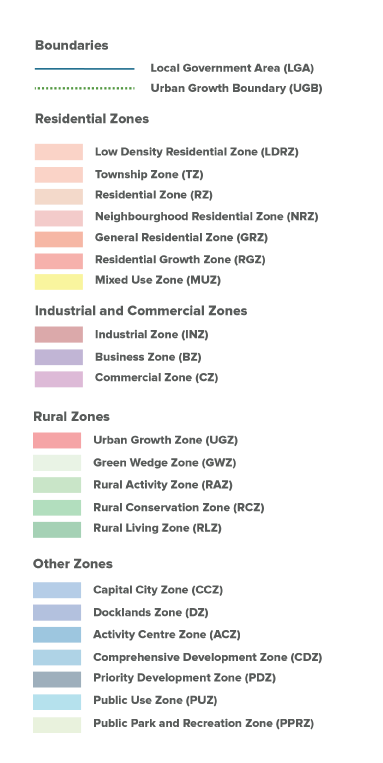 Boundaries
Local Government Area (LGA)
Urban Growth Boundary (UGB)
Residential Zones
Low Density Residential Zone (LDRZ)
Township Zone (TZ)
Residential Zone (RZ)
Neighbourghood Residential Zone (NRZ)
General Residential Zone (GRZ)
Residential Growth Zone (RGZ)
Mixed Use Zone (MUZ)
Industrial and Commercial Zones
Industrial Zone (INZ)
Business Zone (BZ)
Commercial Zone (CZ)
Rural Zones
Urban Growth Zone (UGZ)
Green Wedge Zone (GWZ)
Rural Activity Zone (RAZ)
Rural Conservation Zone (RCZ)
Rural Living Zone (RLZ)
Other Zones
Capital City Zone (CCZ)
Docklands Zone (DZ)
Activity Centre Zone (ACZ)
Comprehensive Development Zone (CDZ)
Priority Development Zone (PDZ)
Public Use Zone (PUZ)
Public Park and Recreation Zone (PPRZ)